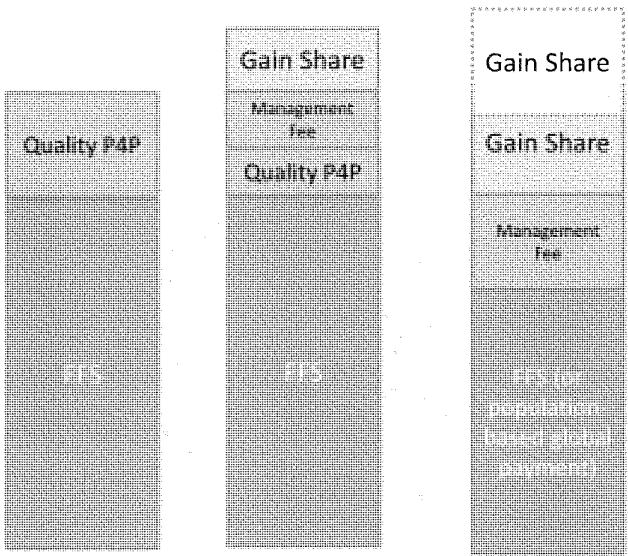 Quality P4P
FFS
Gain Share
Management
Fee
Quality P4P
FFS
Gain Share
Gain Share
Management
Fee
FFS (or
population-
based global
payment)